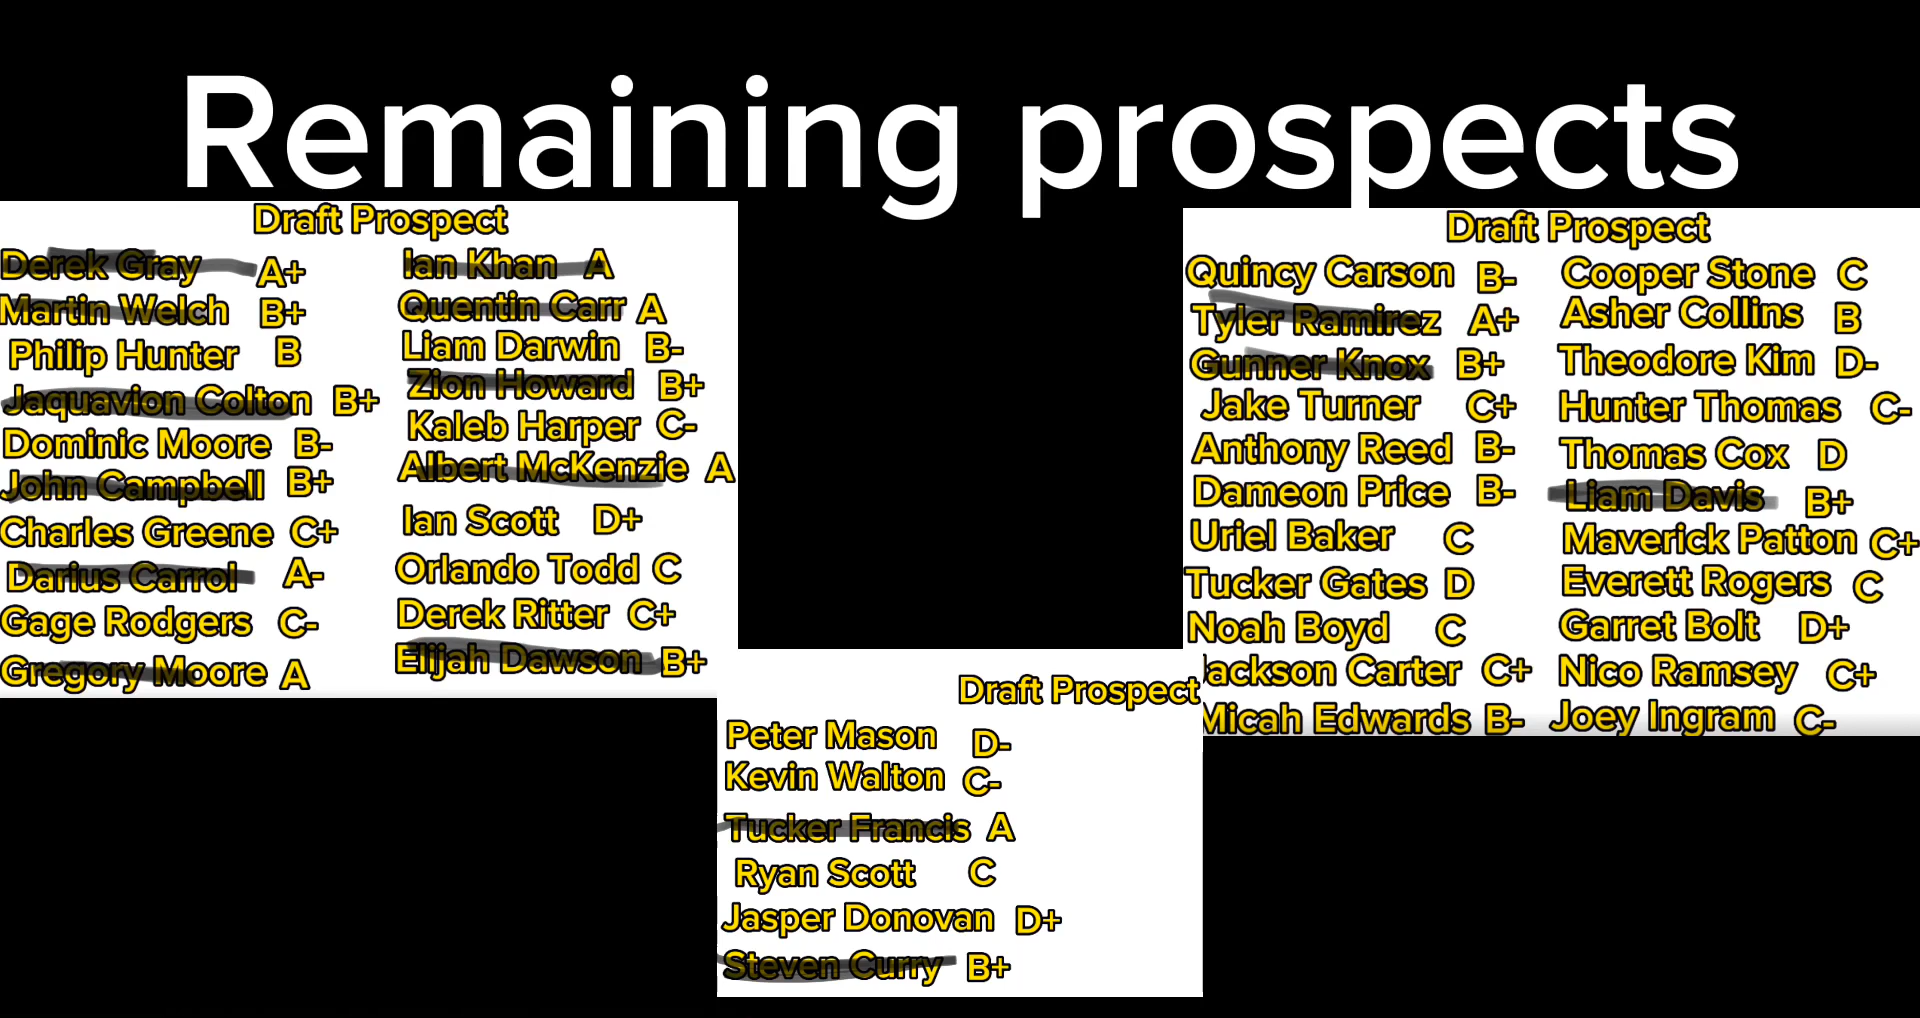 Remaining prospects
Draft Prospect
Derek Gray A+
Martin Welch B+
Philip Hunter B
Jaquavion Colton B+
Dominic Moore B-
John Campbell B+
Charles Greene C+
Darius Carrol A-
Gage Rodgers C-
Gregory Moore A
Ian Khan A
Quentin Carr A
Liam Darwin B-
Zion Howard B+
Kaleb Harper C-
Albert McKenzie A
Ian Scott D+
Orlando Todd C
Derek Ritter C+
Elijah Dawson B+
Draft Prospect
Quincy Carson B-
Tyler Ramirez A+
Gunner Knox B+
Jake Turner C+
Anthony Reed B-
Dameon Price B-
Uriel Baker C
Tucker Gates D
Noah Boyd C
Jackson Carter C+
Micah Edwards B-
Cooper Stone C
Asher Collins B
Theodore Kim D-
Hunter Thomas C-
Thomas Cox D
Liam Davis B+
Maverick Patton C+
Everett Rogers C
Garret Bolt D+
Nico Ramsey C+
Joey Ingram C-
Draft Prospect
Peter Mason D-
Kevin Walton C-
Tucker Francis A
Ryan Scott C
Jasper Donovan D+
Steven Curry B+